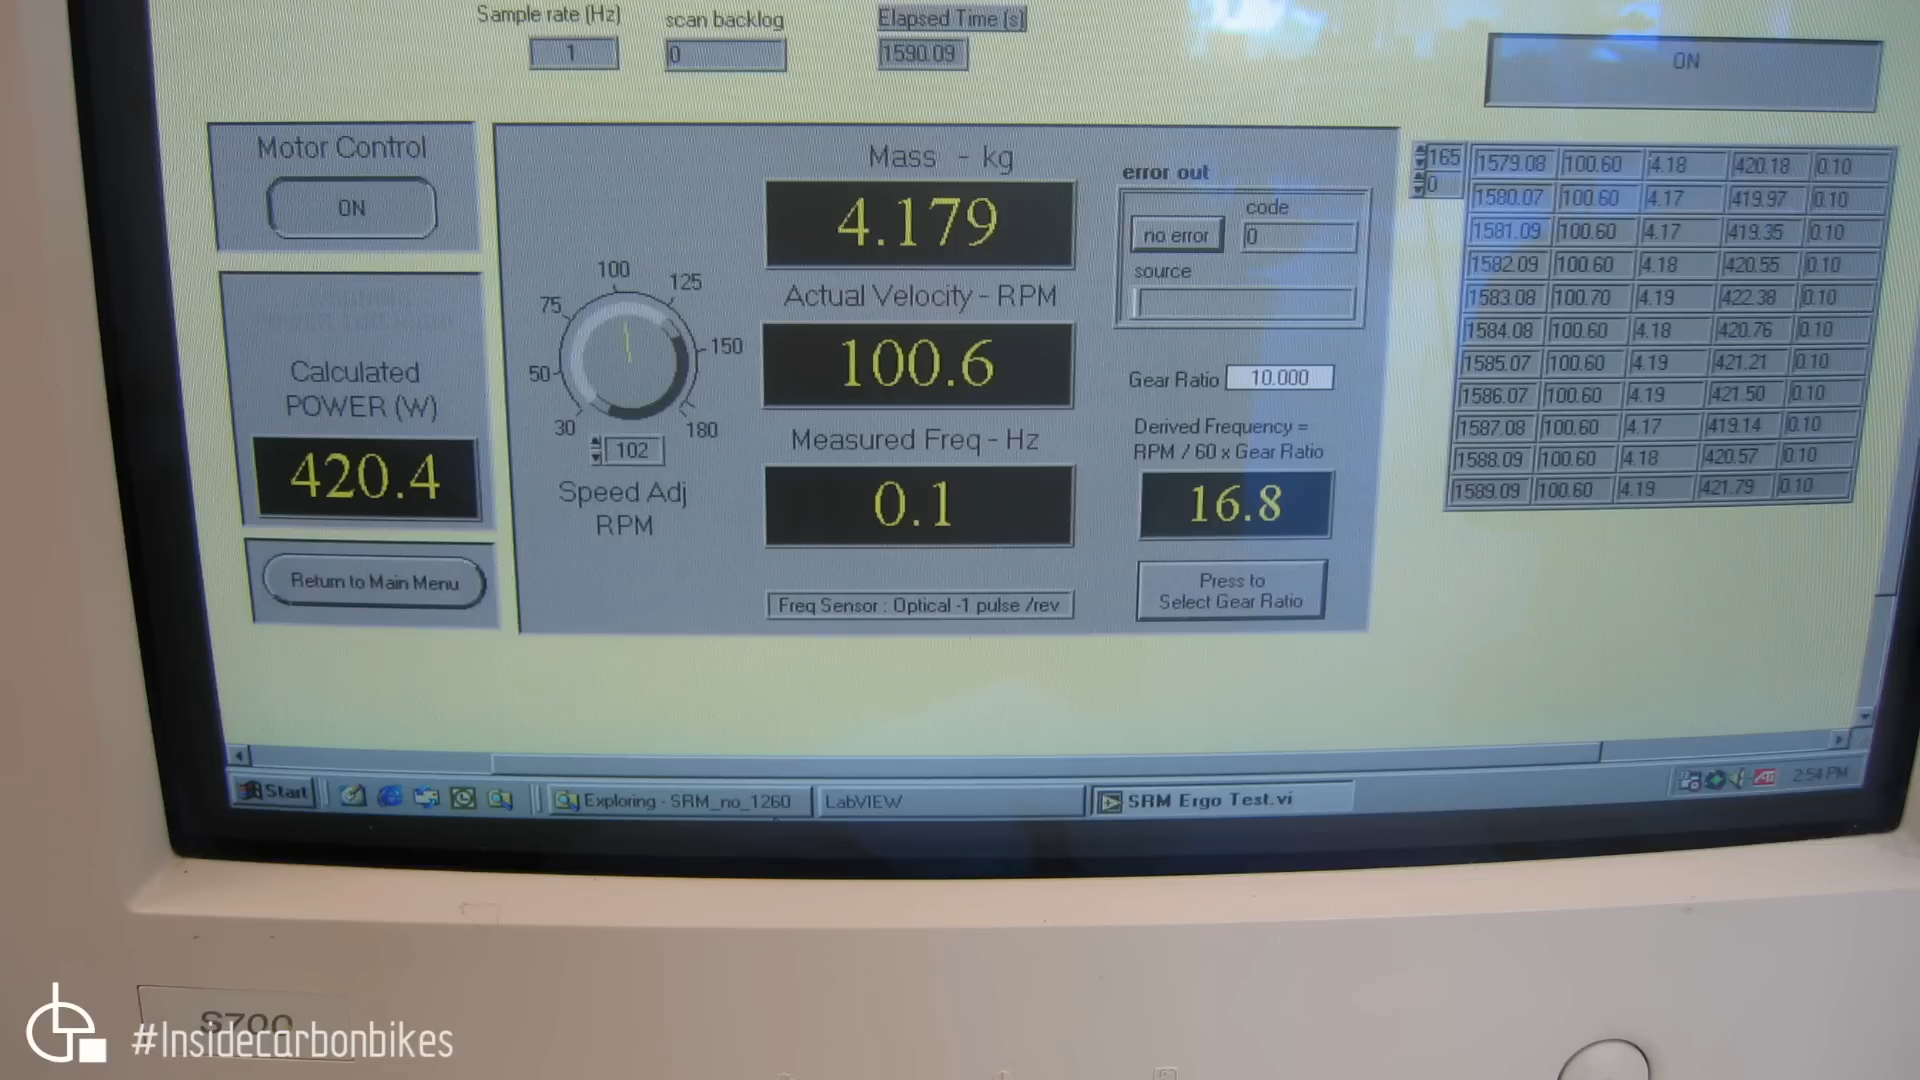 Sample rate (Hz)
1
scan backlog
0
Elapsed Time (s)
1590.09
ON
Motor Control
ON
Calculated
POWER (W)
420.4
Return to Main Menu
100
125
75
150
50
30
180
102
Speed Adj
RPM
Mass - kg
4.179
Actual Velocity - RPM
100.6
Measured Freq - Hz
0.1
Freq Sensor : Optical -1 pulse /rev
error out
no error
code
0
source
Gear Ratio 10.000
Derived Frequency =
RPM / 60 x Gear Ratio
16.8
Press to
Select Gear Ratio
165
0
1579.08 100.60 4.18 420.18 0.10
1580.07 100.60 4.17 419.97 0.10
1581.09 100.60 4.17 419.35 0.10
1582.09 100.60 4.18 420.55 0.10
1583.08 100.70 4.19 422.38 0.10
1584.08 100.60 4.18 420.76 0.10
1585.07 100.60 4.19 421.21 0.10
1586.07 100.60 4.19 421.50 0.10
1587.08 100.60 4.17 419.14 0.10
1588.09 100.60 4.18 420.57 0.10
1589.09 100.60 4.19 421.79 0.10
Start
Exploring - SRM_no_1260
LabVIEW
SRM Ergo Test.vi
ATI
2:54 PM
S700
#Insidecarbonbikes